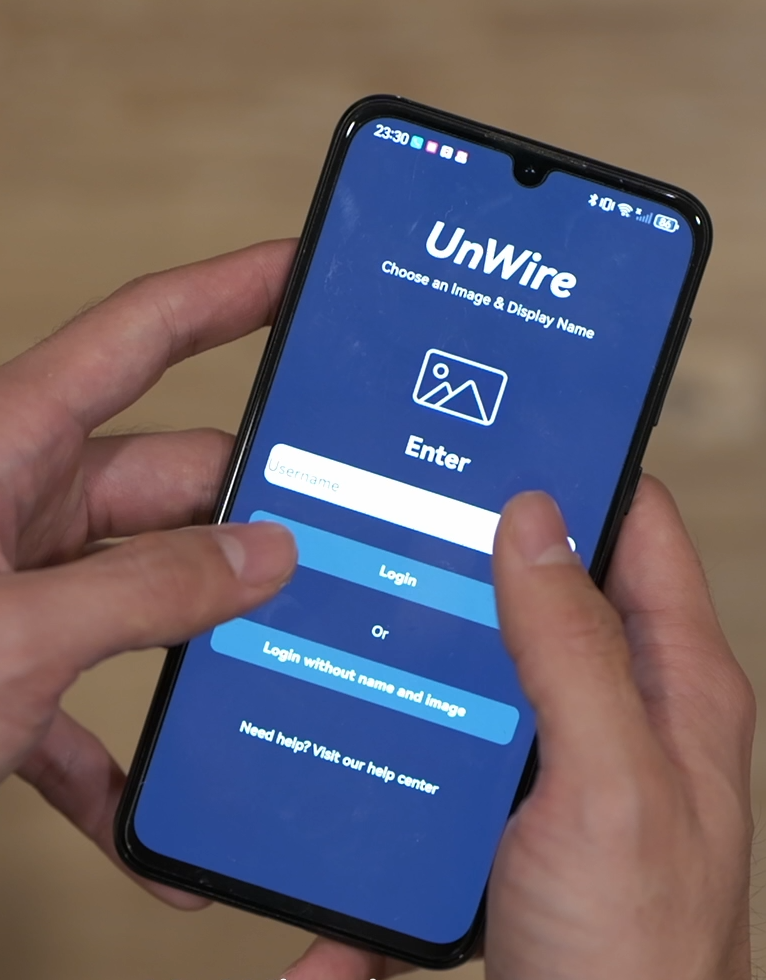 23:30
86
UnWire
Choose an Image & Display Name
Enter
Username
Login
Or
Login without name and image
Need help? Visit our help center